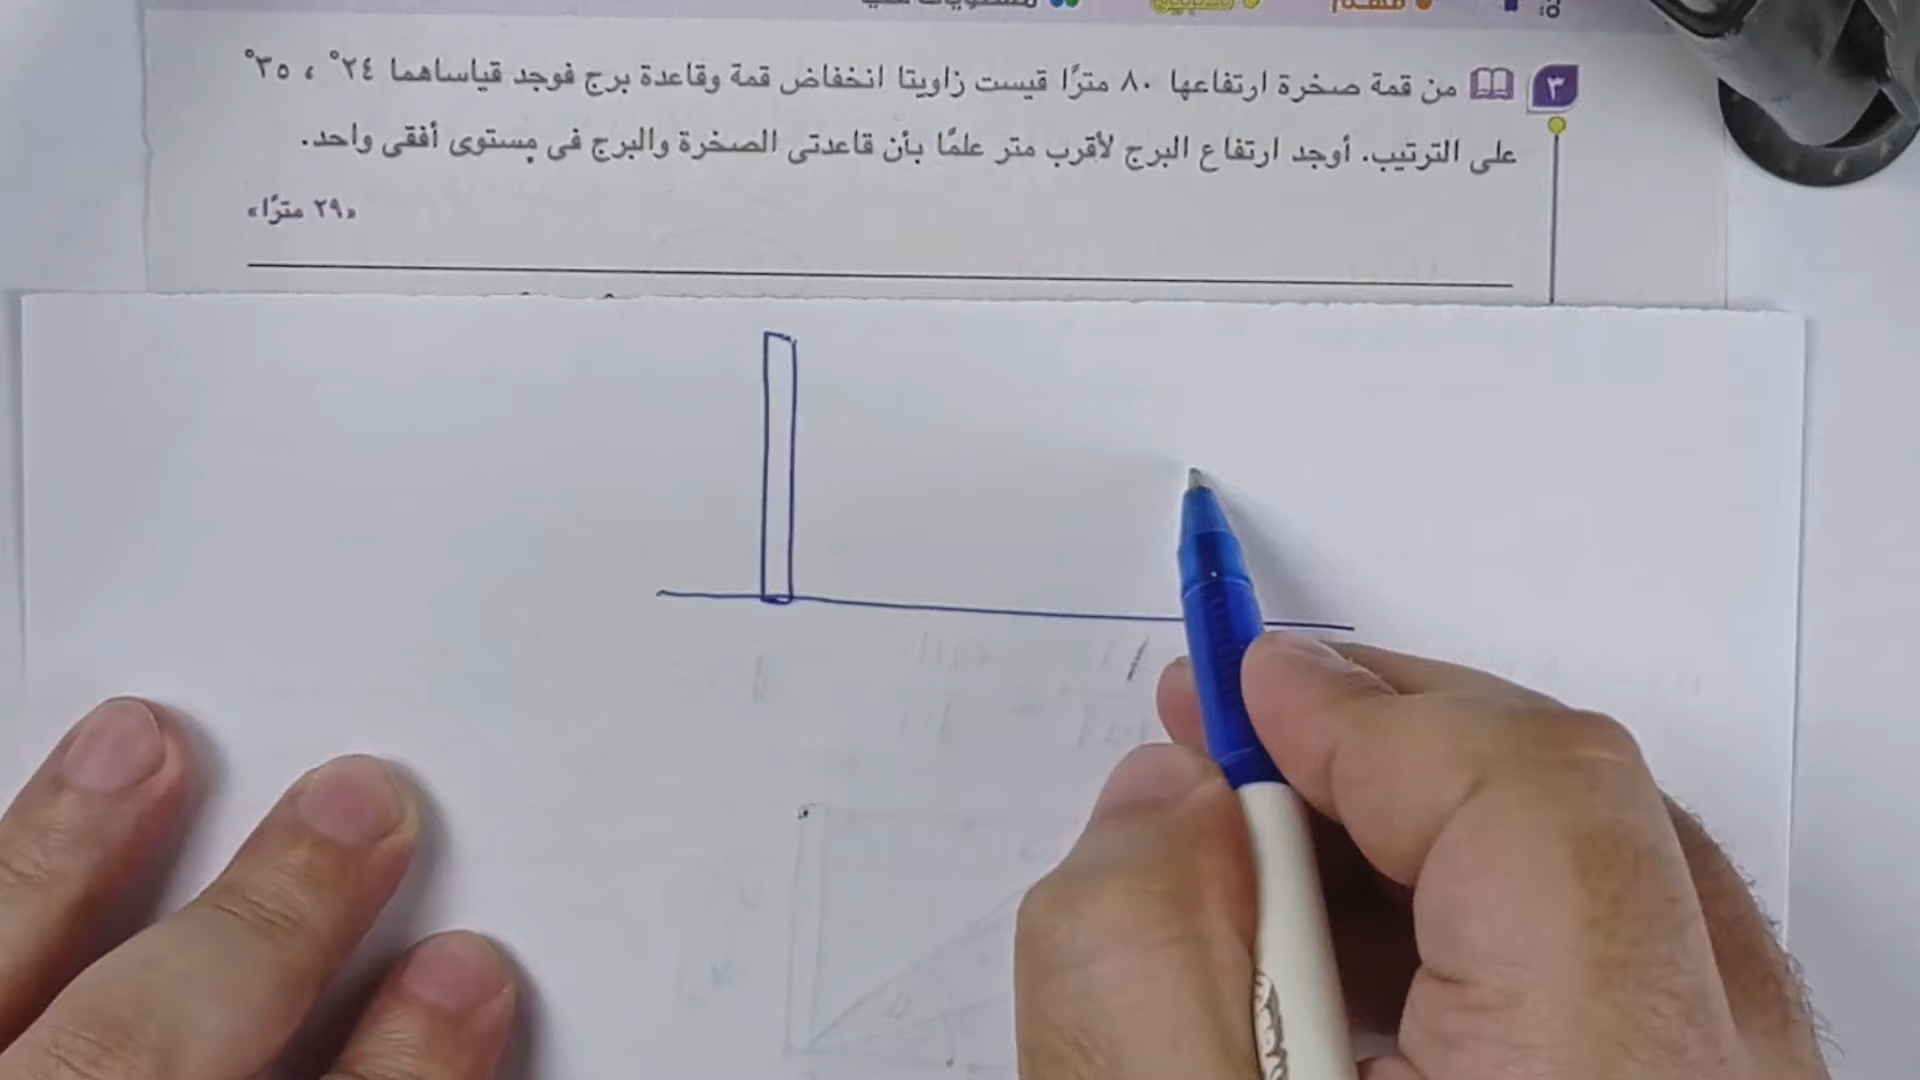 ٣ من قمة صخرة ارتفاعها ٨٠ مترًا قيست زاويتا انخفاض قمة وقاعدة برج فوجد قياساهما ٢٤° ، ٣٥°
على الترتيب. أوجد ارتفاع البرج لأقرب متر علمًا بأن قاعدتى الصخرة والبرج فى مستوى أفقى واحد.
«٢٩ مترًا»